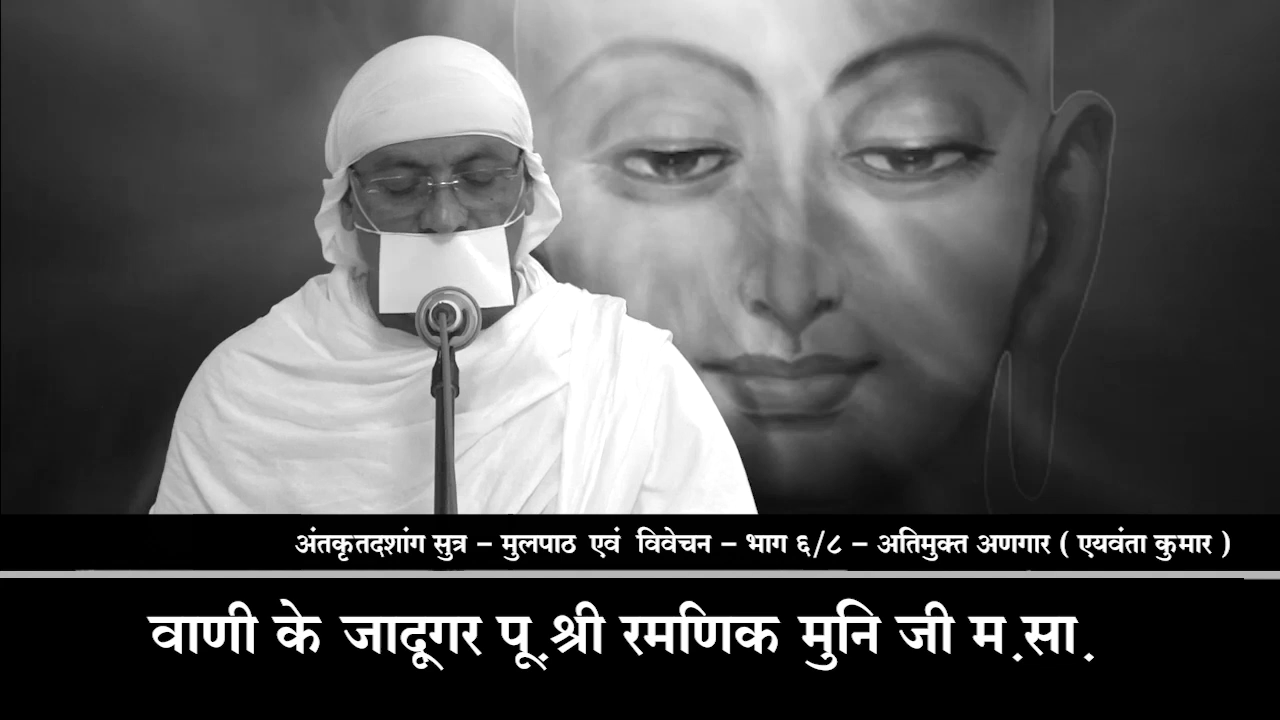 अंतकृतदशांग सुत्र – मुलपाठ एवं विवेचन – भाग ६/८ – अतिमुक्त अणगार ( एयवंता कुमार )
वाणी के जादूगर पू.श्री रमणिक मुनि जी म.सा.